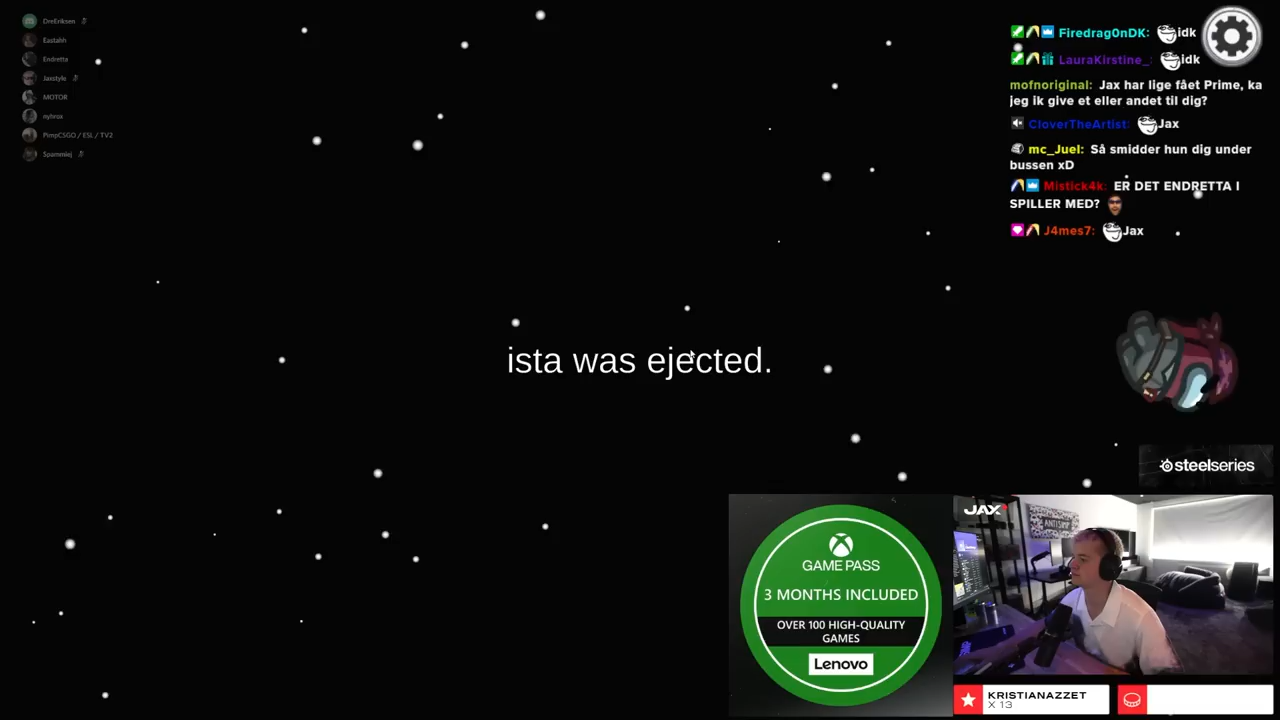 DreEriksen
Eastahh
Endretta
Jaxstyle
MOTOR
nyhrox
PimpCSGO / ESL / TV2
Spammiej
Firedrag0nDK: idk
LauraKirstine_: idk
mofnoriginal: Jax har lige fået Prime, ka
jeg ik give et eller andet til dig?
CloverTheArtist: Jax
mc_Juel: Så smidder hun dig under
bussen xD
Mistick4k: ER DET ENDRETTA I
SPILLER MED?
J4mes7: Jax
ista was ejected.
steelseries
GAME PASS
3 MONTHS INCLUDED
OVER 100 HIGH-QUALITY
GAMES
Lenovo
JAX
ANTISIMP
KRISTIANAZZET
X 13